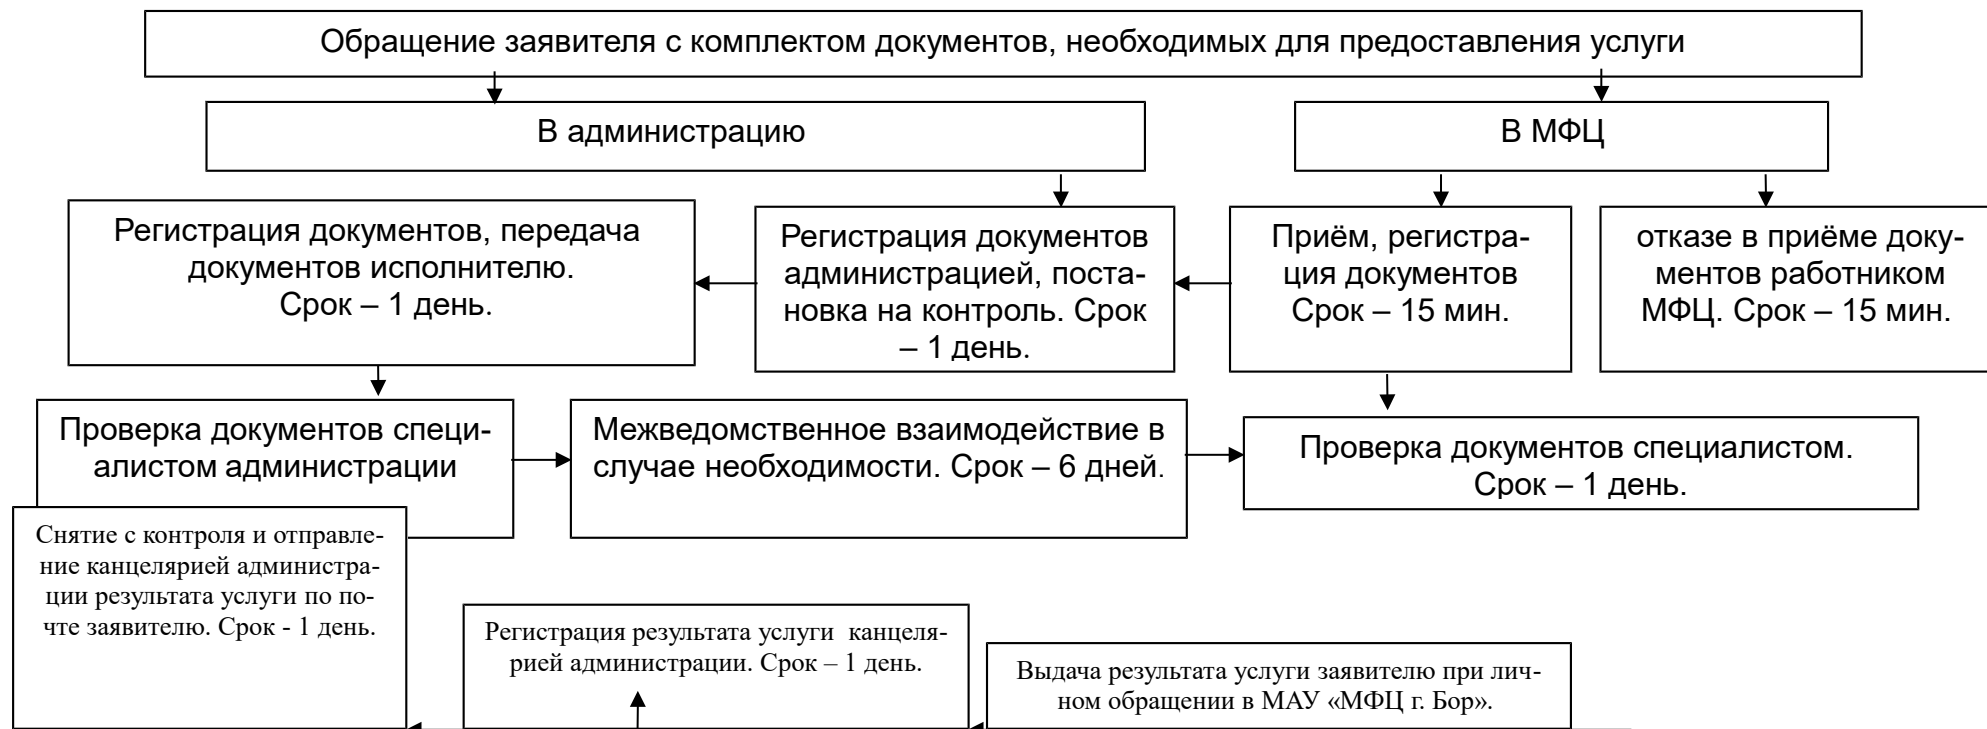 Обращение заявителя с комплектом документов, необходимых для предоставления услуги
В администрацию
В МФЦ
Регистрация документов, передача
документов исполнителю.
Срок – 1 день.
Регистрация документов
администрацией, поста-
новка на контроль. Срок
– 1 день.
Приём, регистра-
ция документов
Срок – 15 мин.
отказе в приёме доку-
ментов работником
МФЦ. Срок – 15 мин.
Проверка документов специ-
алистом администрации
Межведомственное взаимодействие в
случае необходимости. Срок – 6 дней.
Проверка документов специалистом.
Срок – 1 день.
Снятие с контроля и отправле-
ние канцелярией администра-
ции результата услуги по по-
чте заявителю. Срок - 1 день.
Регистрация результата услуги  канцеля-
рией администрации. Срок – 1 день.
Выдача результата услуги заявителю при лич-
ном обращении в МАУ «МФЦ г. Бор».